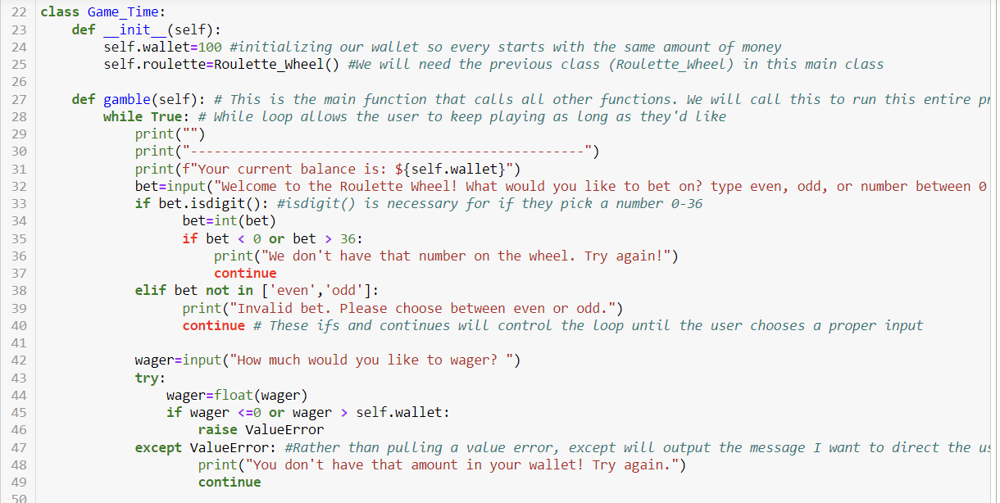 22 class Game_Time:
23     def __init__(self):
24         self.wallet=100 #initializing our wallet so every starts with the same amount of money
25         self.roulette=Roulette_Wheel() #We will need the previous class (Roulette_Wheel) in this main class
26
27     def gamble(self): # This is the main function that calls all other functions. We will call this to run this entire
28         while True: # While loop allows the user to keep playing as long as they'd like
29             print("")
30             print("--------------------------------------------------")
31             print(f"Your current balance is: ${self.wallet}")
32             bet=input("Welcome to the Roulette Wheel! What would you like to bet on? type even, odd, or number between 0
33             if bet.isdigit(): #isdigit() is necessary for if they pick a number 0-36
34                   bet=int(bet)
35                   if bet < 0 or bet > 36:
36                       print("We don't have that number on the wheel. Try again!")
37                       continue
38             elif bet not in ['even','odd']:
39                   print("Invalid bet. Please choose between even or odd.")
40                   continue # These ifs and continues will control the loop until the user chooses a proper input
41
42             wager=input("How much would you like to wager? ")
43             try:
44                 wager=float(wager)
45                 if wager <=0 or wager > self.wallet:
46                     raise ValueError
47             except ValueError: #Rather than pulling a value error, except will output the message I want to direct the
48                     print("You don't have that amount in your wallet! Try again.")
49                     continue
50